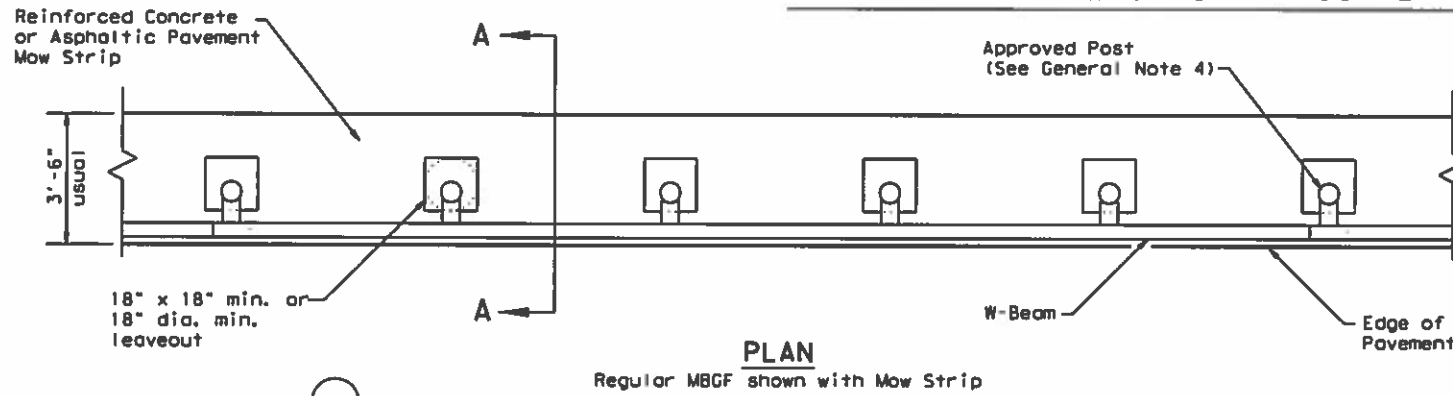 Reinforced Concrete
or Asphaltic Pavement
Mow Strip
A
Approved Post
(See General Note 4)
3'-6"
usual
18" x 18" min. or
18" dia. min.
leaveout
A
W-Beam
Edge of
Pavement
PLAN
Regular MBGF shown with Mow Strip